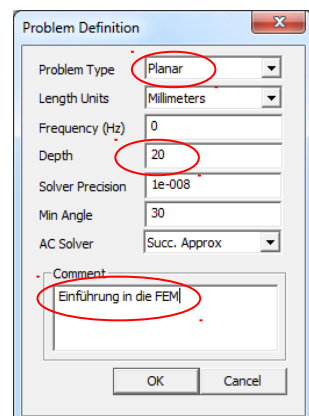 Problem Definition
Problem Type Planar
Length Units Millimeters
Frequency (Hz) 0
Depth 20
Solver Precision 1e-008
Min Angle 30
AC Solver Succ. Approx
Comment
Einführung in die FEM
OK Cancel